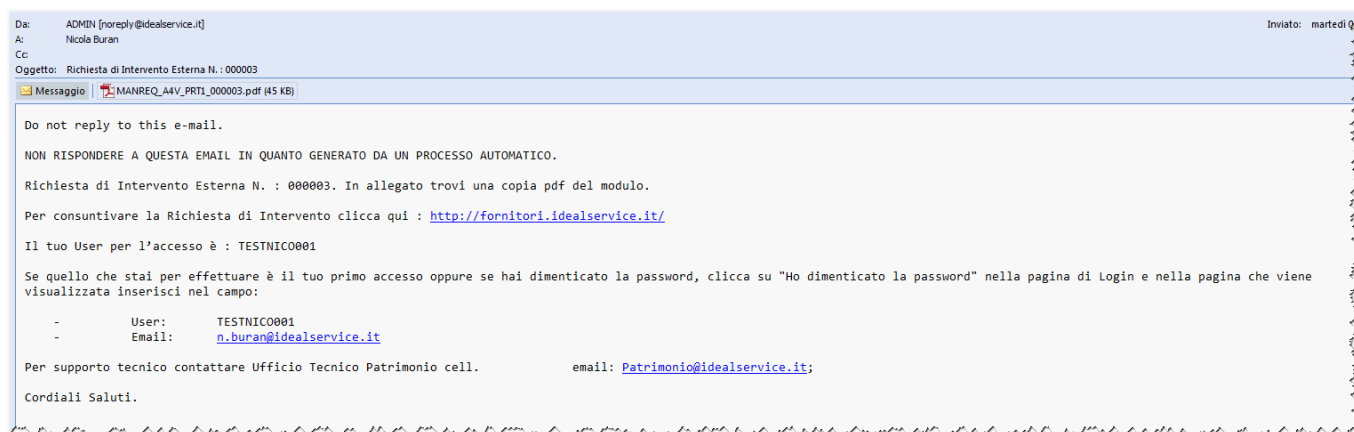 Da: ADMIN [noreply@idealservice.it] Inviato: martedì
A: Nicola Buran
Cc:
Oggetto: Richiesta di Intervento Esterna N. : 000003
Messaggio MANREQ_A4V_PRT1_000003.pdf (45 KB)
Do not reply to this e-mail.
NON RISPONDERE A QUESTA EMAIL IN QUANTO GENERATO DA UN PROCESSO AUTOMATICO.
Richiesta di Intervento Esterna N. : 000003. In allegato trovi una copia pdf del modulo.
Per consuntivare la Richiesta di Intervento clicca qui : http://fornitori.idealservice.it/
Il tuo User per l'accesso è : TESTNICO001
Se quello che stai per effettuare è il tuo primo accesso oppure se hai dimenticato la password, clicca su "Ho dimenticato la password" nella pagina di Login e nella pagina che viene
visualizzata inserisci nel campo:
- User: TESTNICO001
- Email: n.buran@idealservice.it
Per supporto tecnico contattare Ufficio Tecnico Patrimonio cell. email: Patrimonio@idealservice.it;
Cordiali Saluti.